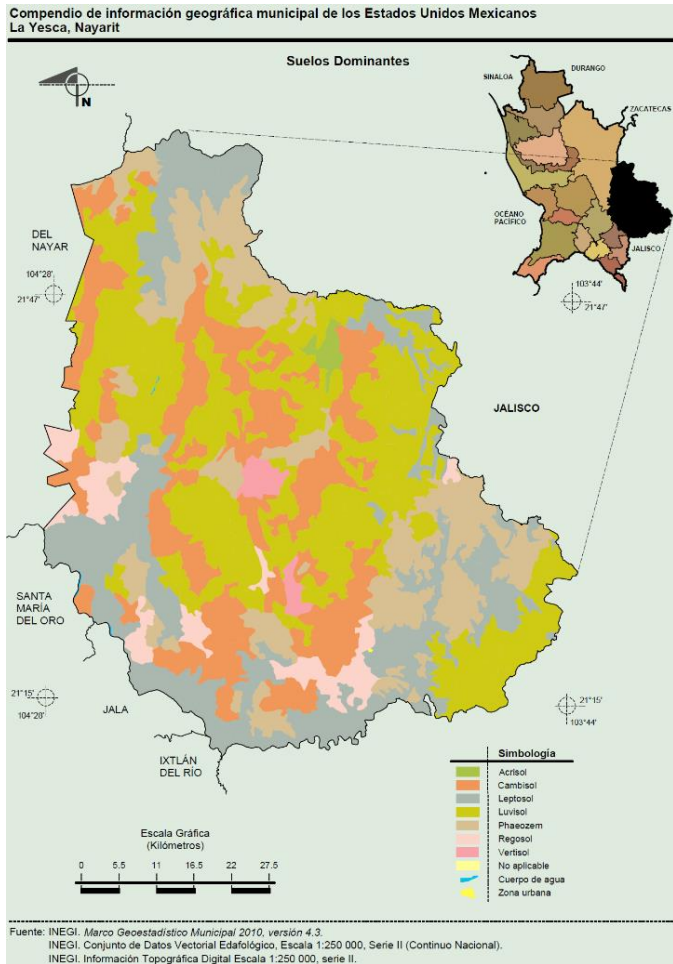 Compendio de información geográfica municipal de los Estados Unidos Mexicanos
La Yesca, Nayarit
Suelos Dominantes
N
SINALOA
DURANGO
ZACATECAS
OCÉANO
PACÍFICO
JALISCO
DEL
NAYAR
104°28'
21°47'
103°44'
21°47'
JALISCO
SANTA
MARÍA
DEL ORO
21°15'
104°28'
JALA
21°15'
103°44'
IXTLÁN
DEL RÍO
Simbología
Acrisol
Cambisol
Leptosol
Luvisol
Phaeozem
Regosol
Vertisol
No aplicable
Cuerpo de agua
Zona urbana
Escala Gráfica
(Kilómetros)
0 5.5 11 16.5 22 27.5
Fuente: INEGI. Marco Geoestadístico Municipal 2010, versión 4.3.
INEGI. Conjunto de Datos Vectorial Edafológico, Escala 1:250 000, Serie II (Continuo Nacional).
INEGI. Información Topográfica Digital Escala 1:250 000, serie II.